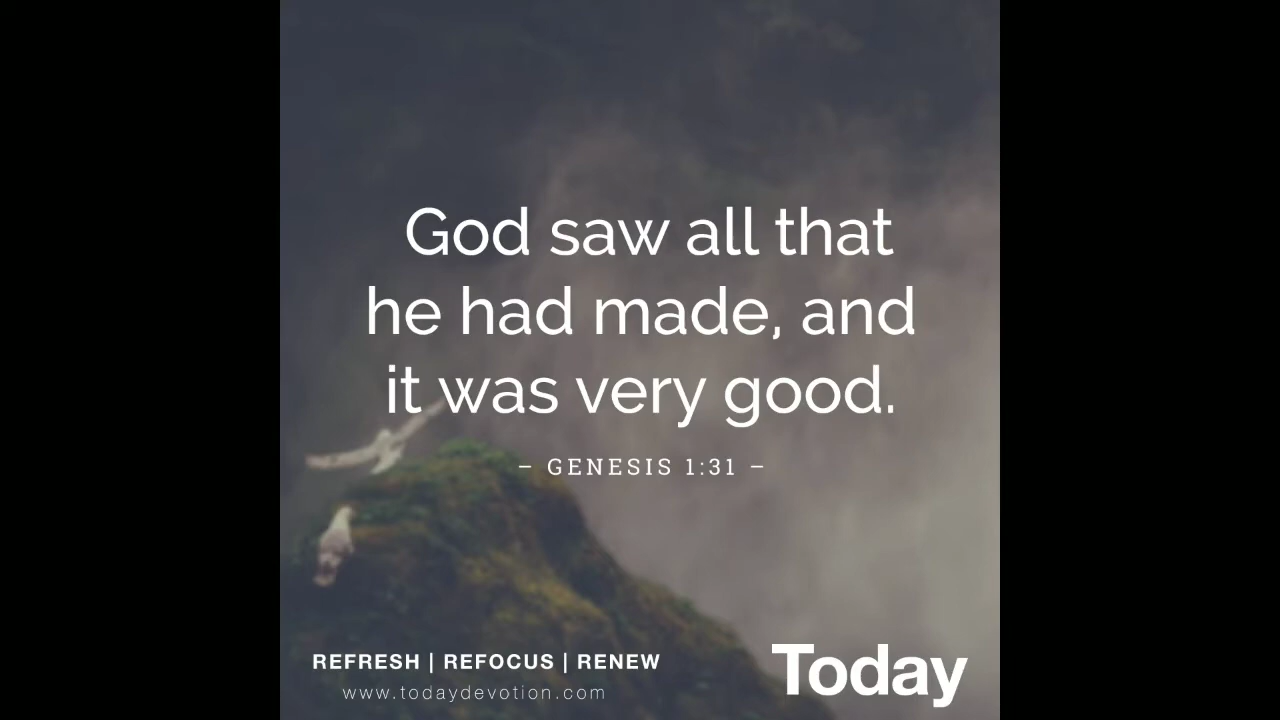 God saw all that
he had made, and
it was very good.
– GENESIS 1:31 –
REFRESH | REFOCUS | RENEW
www.todaydevotion.com
Today